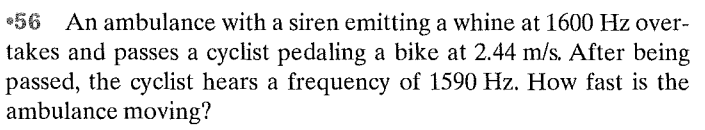 •56 An ambulance with a siren emitting a whine at 1600 Hz over-
takes and passes a cyclist pedaling a bike at 2.44 m/s. After being
passed, the cyclist hears a frequency of 1590 Hz. How fast is the
ambulance moving?